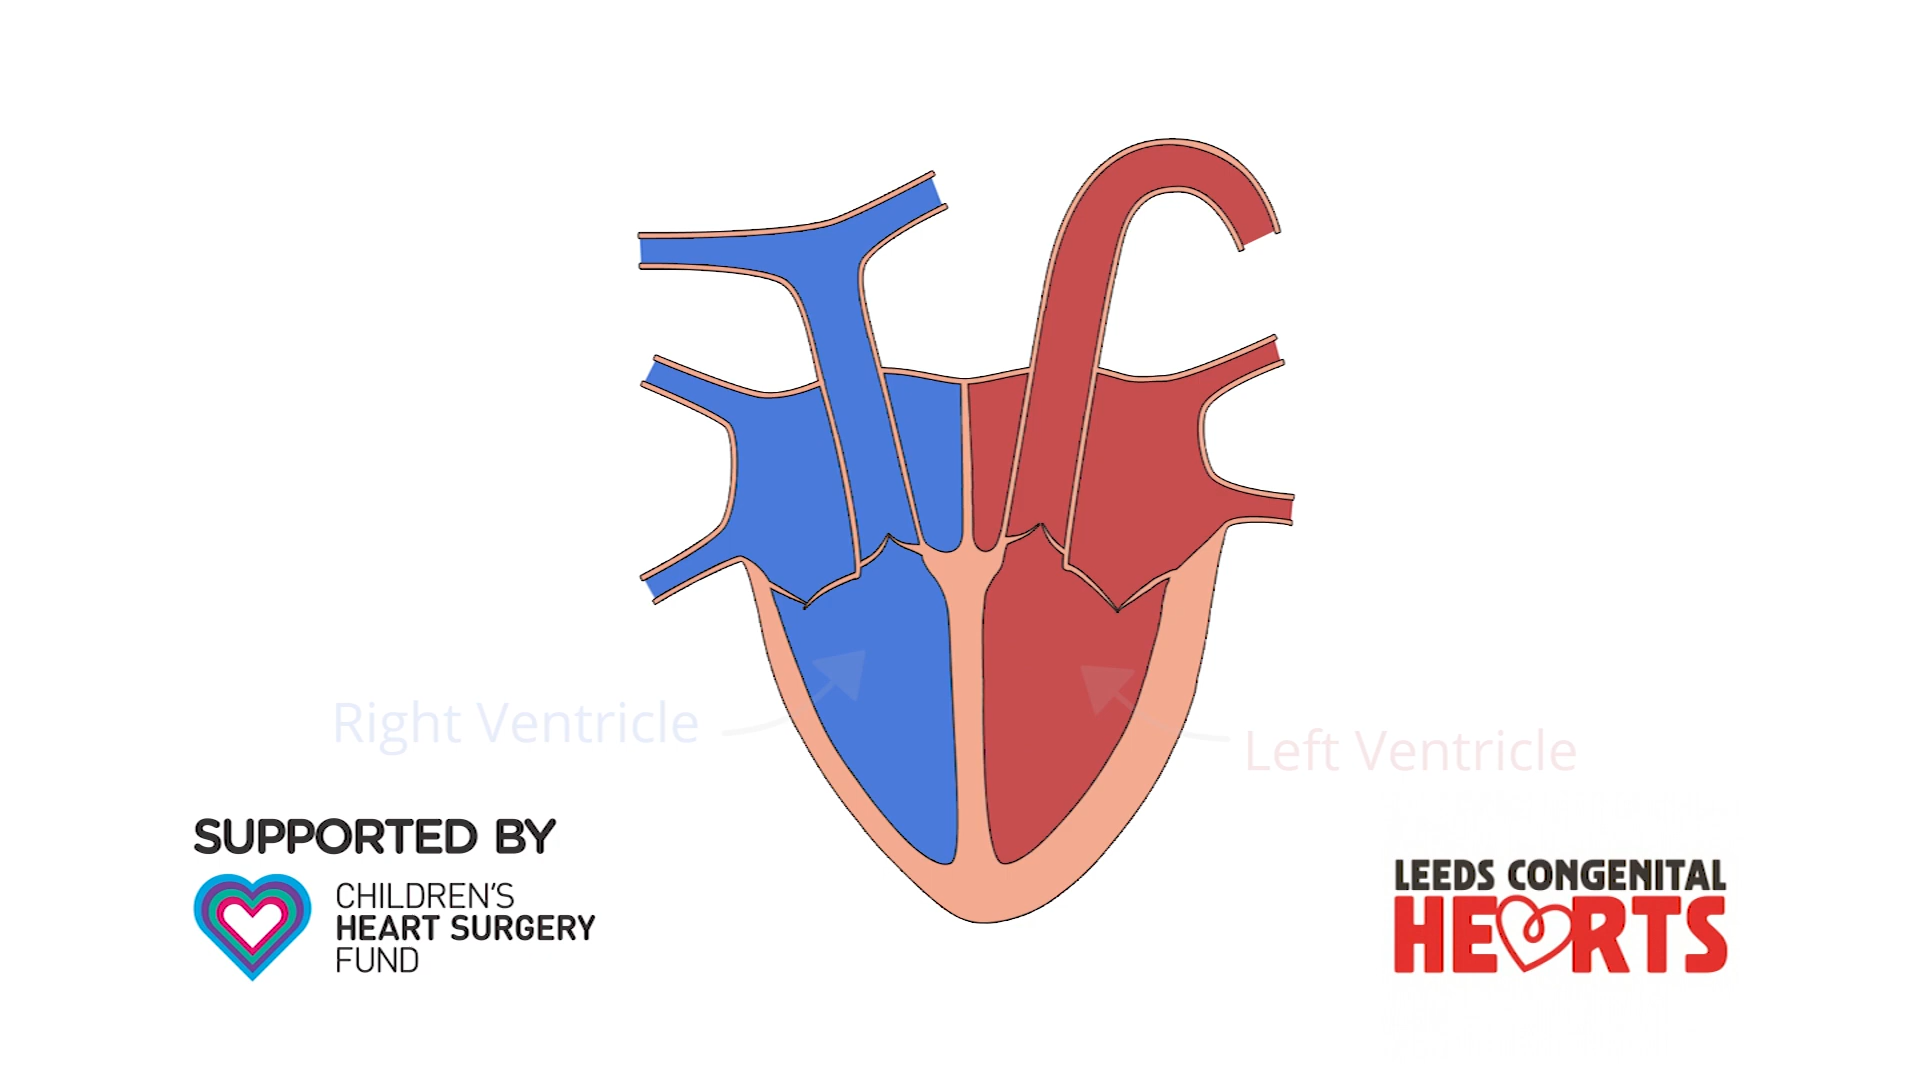 Right Ventricle
Left Ventricle
SUPPORTED BY
CHILDREN'S
HEART SURGERY
FUND
LEEDS CONGENITAL
HEARTS